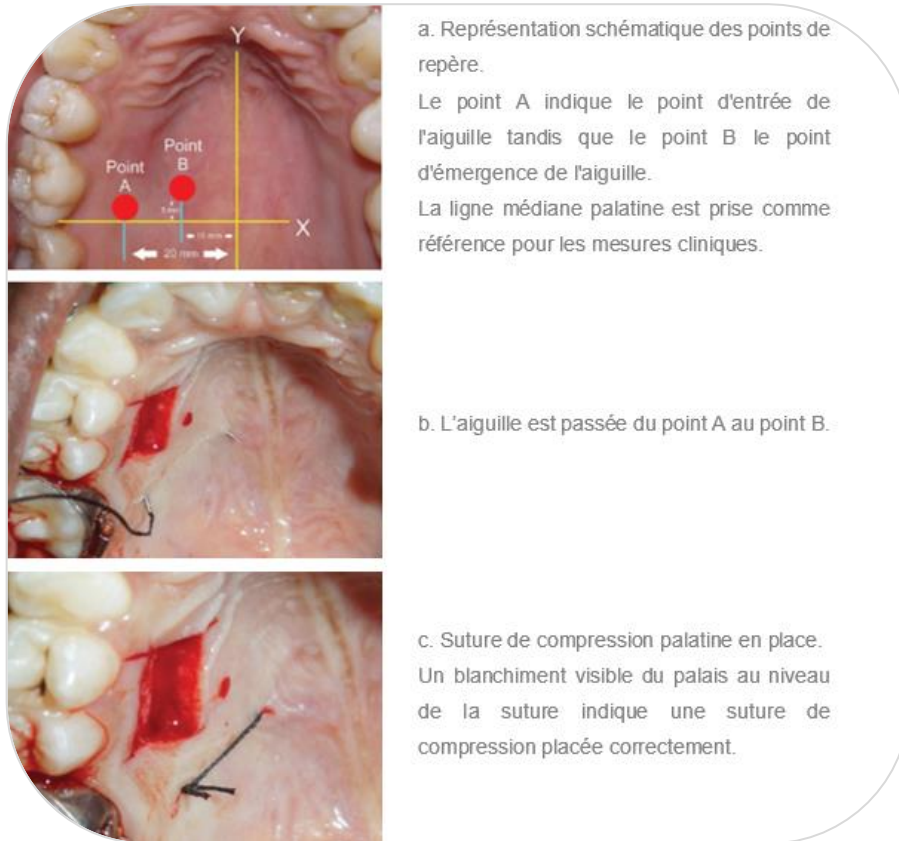 a. Représentation schématique des points de
repère.
Le point A indique le point d'entrée de
l'aiguille tandis que le point B le point
d'émergence de l'aiguille.
La ligne médiane palatine est prise comme
référence pour les mesures cliniques.
Y
Point
B
Point
A
X
20 mm
b. L'aiguille est passée du point A au point B.
c. Suture de compression palatine en place.
Un blanchiment visible du palais au niveau
de la suture indique une suture de
compression placée correctement.